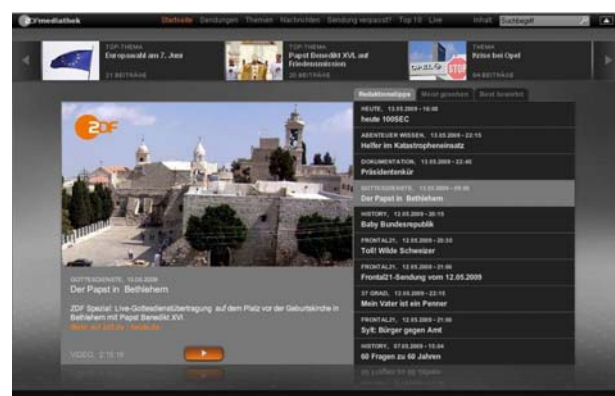 ZDFmediathek
Startseite Sendungen Themen Nachrichten Sendung verpasst? Top 10 Live
Inhalt Suchbegriff
TOP-THEMA
Europawahl am 7. Juni
21 BEITRÄGE
TOP-THEMA
Papst Benedikt XVI. auf
Friedensmission
20 BEITRÄGE
OPEL
STOP
THEMA
Krise bei Opel
BEITRÄGE
Redaktionstipps Meist gesehen Best bewertet
ZDF
GOTTESDIENSTE, 13.05.2009
Der Papst in Bethlehem
ZDF Spezial: Live-Gottesdienstübertragung auf dem Platz vor der Geburtskirche in
Bethlehem mit Papst Benedikt XVI.
VIDEO, 2:15:19
HEUTE, 13.05.2009 - 16:00
heute 100SEC
ABENTEUER WISSEN, 13.05.2009 - 22:15
Helfer im Katastropheneinsatz
DOKUMENTATION, 13.05.2009 - 22:45
Präsidentenkür
GOTTESDIENSTE, 13.05.2009
Der Papst in Bethlehem
HISTORY, 12.05.2009 - 20:15
Baby Bundesrepublik
FRONTAL21, 12.05.2009 - 20:50
Toll! Wilde Schweizer
FRONTAL21, 12.05.2009 - 21:00
Frontal21-Sendung vom 12.05.2009
37 GRAD, 12.05.2009 - 22:15
Mein Vater ist ein Penner
FRONTAL21, 12.05.2009 - 21:00
Sylt: Bürger gegen Amt
HISTORY, 07.05.2009 - 15:04
60 Fragen zu 60 Jahren